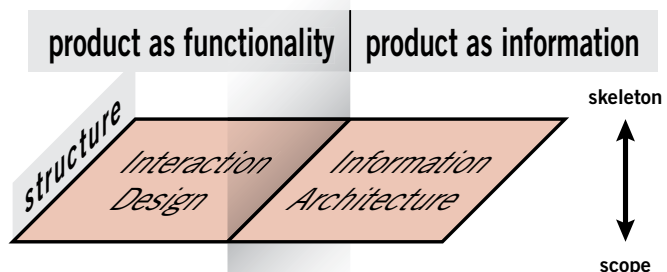 product as functionality
product as information
skeleton
structure
Interaction
Design
Information
Architecture
scope